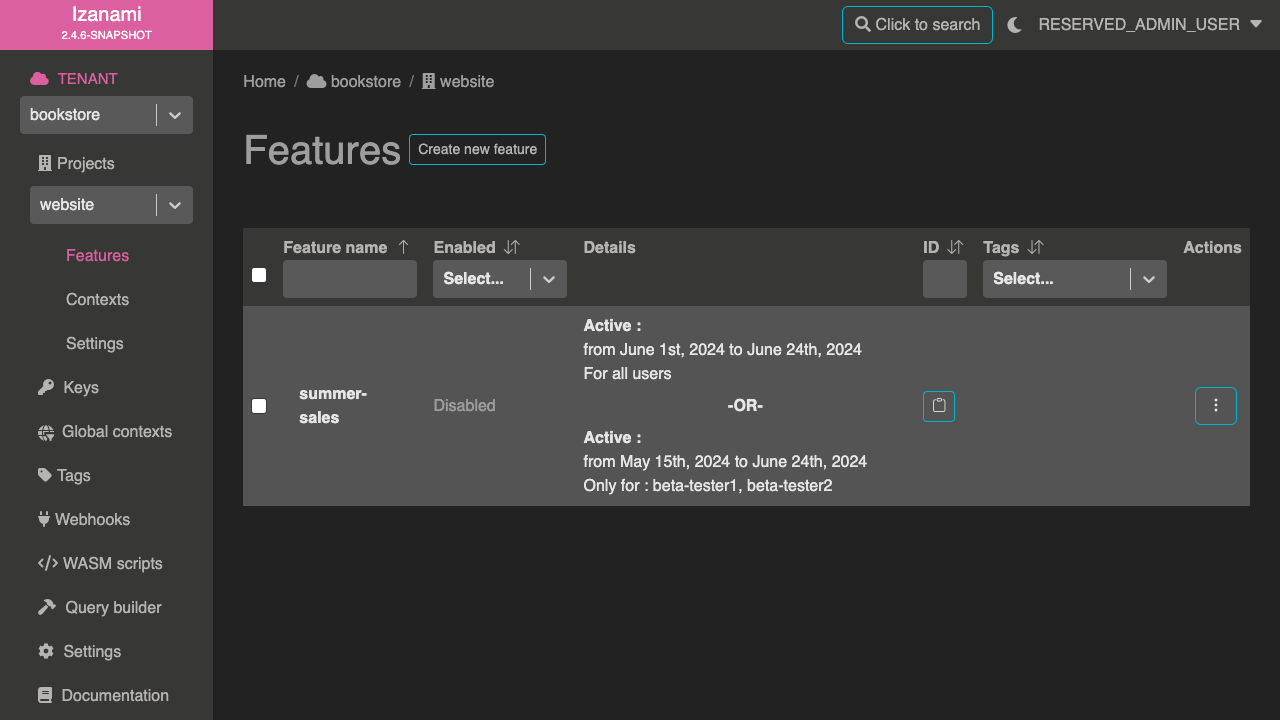 Izanami
2.4.6-SNAPSHOT
Click to search
RESERVED_ADMIN_USER
TENANT
bookstore
Projects
website
Features
Contexts
Settings
Keys
Global contexts
Tags
Webhooks
WASM scripts
Query builder
Settings
Documentation
Home / bookstore / website
Features Create new feature
Feature name Enabled Details ID Tags Actions
Select... Select...
summer-
sales
Disabled
Active :
from June 1st, 2024 to June 24th, 2024
For all users
-OR-
Active :
from May 15th, 2024 to June 24th, 2024
Only for : beta-tester1, beta-tester2